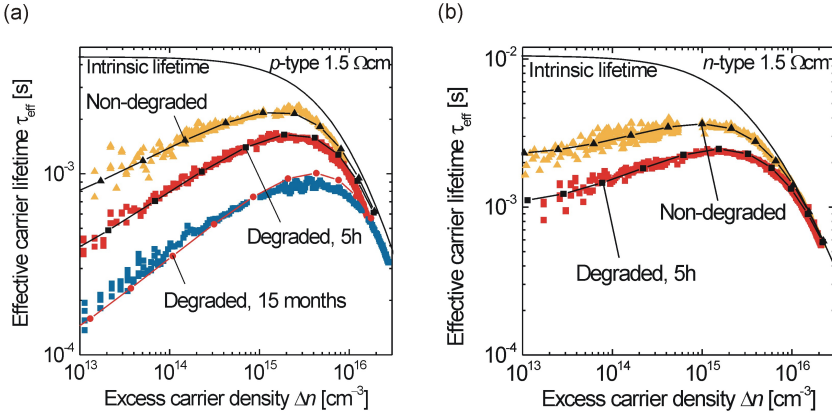 (a)
Effective carrier lifetime τeff [s]
10⁻³
10⁻⁴
Intrinsic lifetime
p-type 1.5 Ωcm
Non-degraded
Degraded, 5h
Degraded, 15 months
10¹³ 10¹⁴ 10¹⁵ 10¹⁶
Excess carrier density Δn [cm⁻³]
(b)
Effective carrier lifetime τeff [s]
10⁻²
10⁻³
10⁻⁴
Intrinsic lifetime
n-type 1.5 Ωcm
Non-degraded
Degraded, 5h
10¹³ 10¹⁴ 10¹⁵ 10¹⁶
Excess carrier density Δn [cm⁻³]